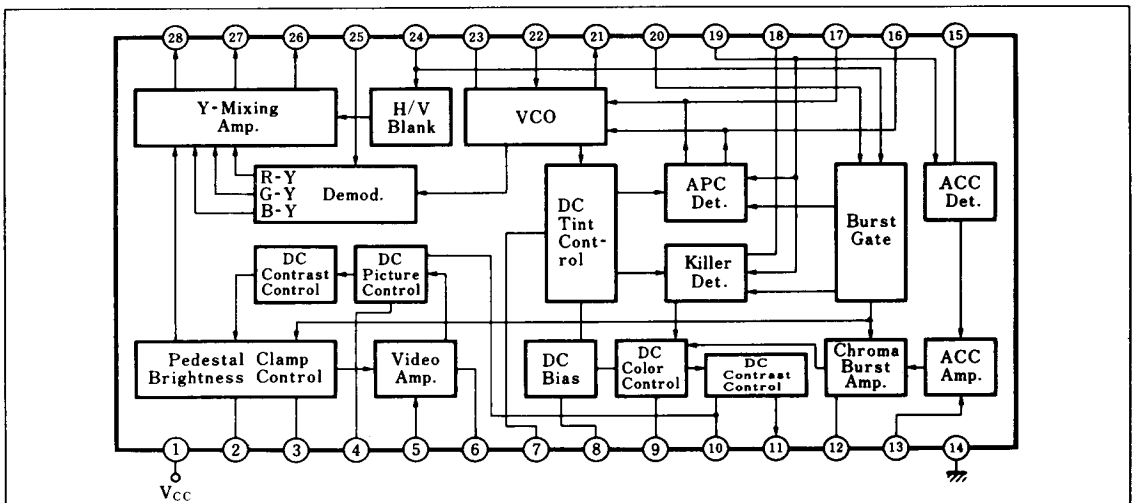 28 27 26 25 24 23 22 21 20 19 18 17 16 15
Y-Mixing
Amp.
H/V
Blank
VCO
R-Y
G-Y
B-Y
Demod.
DC
Tint
Cont-
rol
APC
Det.
Burst
Gate
ACC
Det.
DC
Contrast
Control
DC
Picture
Control
Killer
Det.
Pedestal Clamp
Brightness Control
Video
Amp.
DC
Bias
DC
Color
Control
DC
Contrast
Control
Chroma
Burst
Amp.
ACC
Amp.
1 2 3 4 5 6 7 8 9 10 11 12 13 14
Vcc